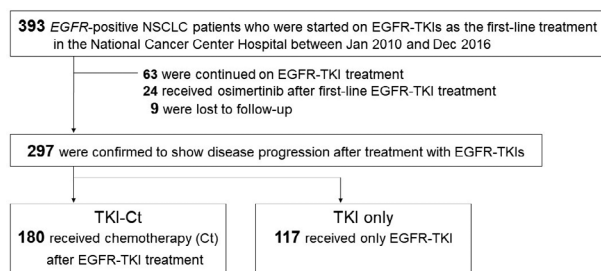 393 EGFR-positive NSCLC patients who were started on EGFR-TKIs as the first-line treatment
in the National Cancer Center Hospital between Jan 2010 and Dec 2016
63 were continued on EGFR-TKI treatment
24 received osimertinib after first-line EGFR-TKI treatment
9 were lost to follow-up
297 were confirmed to show disease progression after treatment with EGFR-TKIs
TKI-Ct
180 received chemotherapy (Ct)
after EGFR-TKI treatment
TKI only
117 received only EGFR-TKI